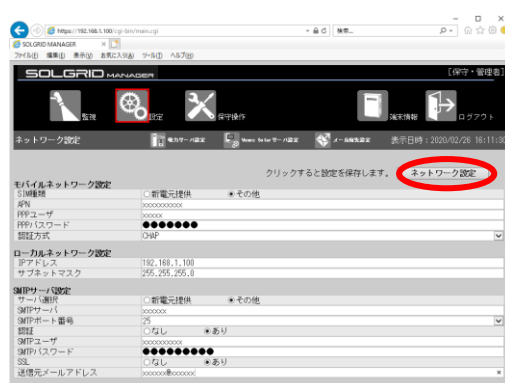 https://192.168.1.100/cgi-bin/main.cgi
検索...
SOLGRID MANAGER
ファイル(F) 編集(E) 表示(V) お気に入り(A) ツール(T) ヘルプ(H)
SOLGRID MANAGER [保守・管理者]
監視 設定 保守操作 端末情報 ログアウト
ネットワーク設定 電力サーバ設定 Memo Solarサーバ設定 表示日時:2020/02/26 16:11:30
クリックすると設定を保存します。 ネットワーク設定
モバイルネットワーク設定
SIM種類 ○新電元提供 ◉その他
APN xxxxxxxxxx
PPPユーザ xxxxx
PPPパスワード ●●●●●●●
認証方式 CHAP
ローカルネットワーク設定
IPアドレス 192.168.1.100
サブネットマスク 255.255.255.0
SMTPサーバ設定
サーバ選択 ○新電元提供 ◉その他
SMTPサーバ xxxxxx
SMTPポート番号 25
認証 ○なし ◉あり
SMTPユーザ xxxxxxxxxx
SMTPパスワード ●●●●●●●●●
SSL ○なし ◉あり
送信元メールアドレス xxxxxx@xxxxxx